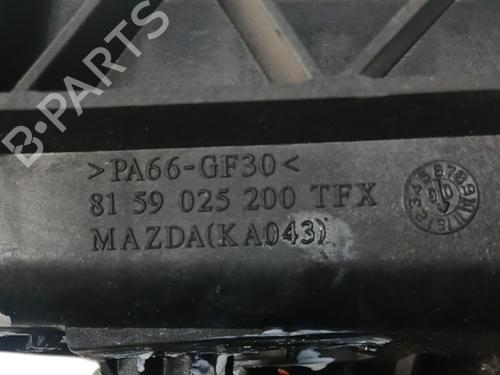 B-PARTS
>PA66-GF30<
81 59 025 200 TFX
MAZDA(KA043)